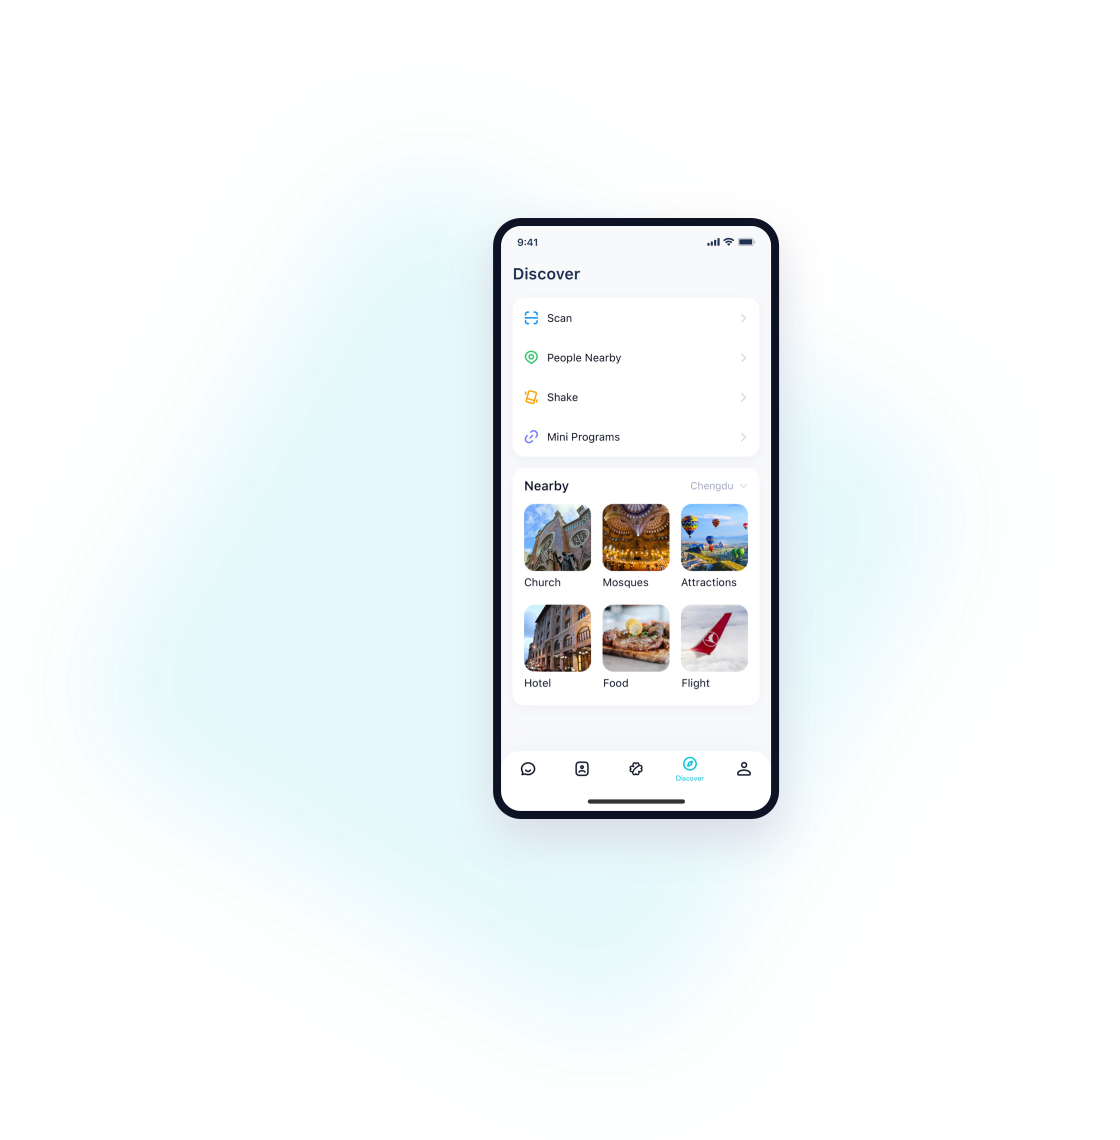 9:41
Discover
Scan
People Nearby
Shake
Mini Programs
Nearby Chengdu
Church Mosques Attractions
Hotel Food Flight
Discover